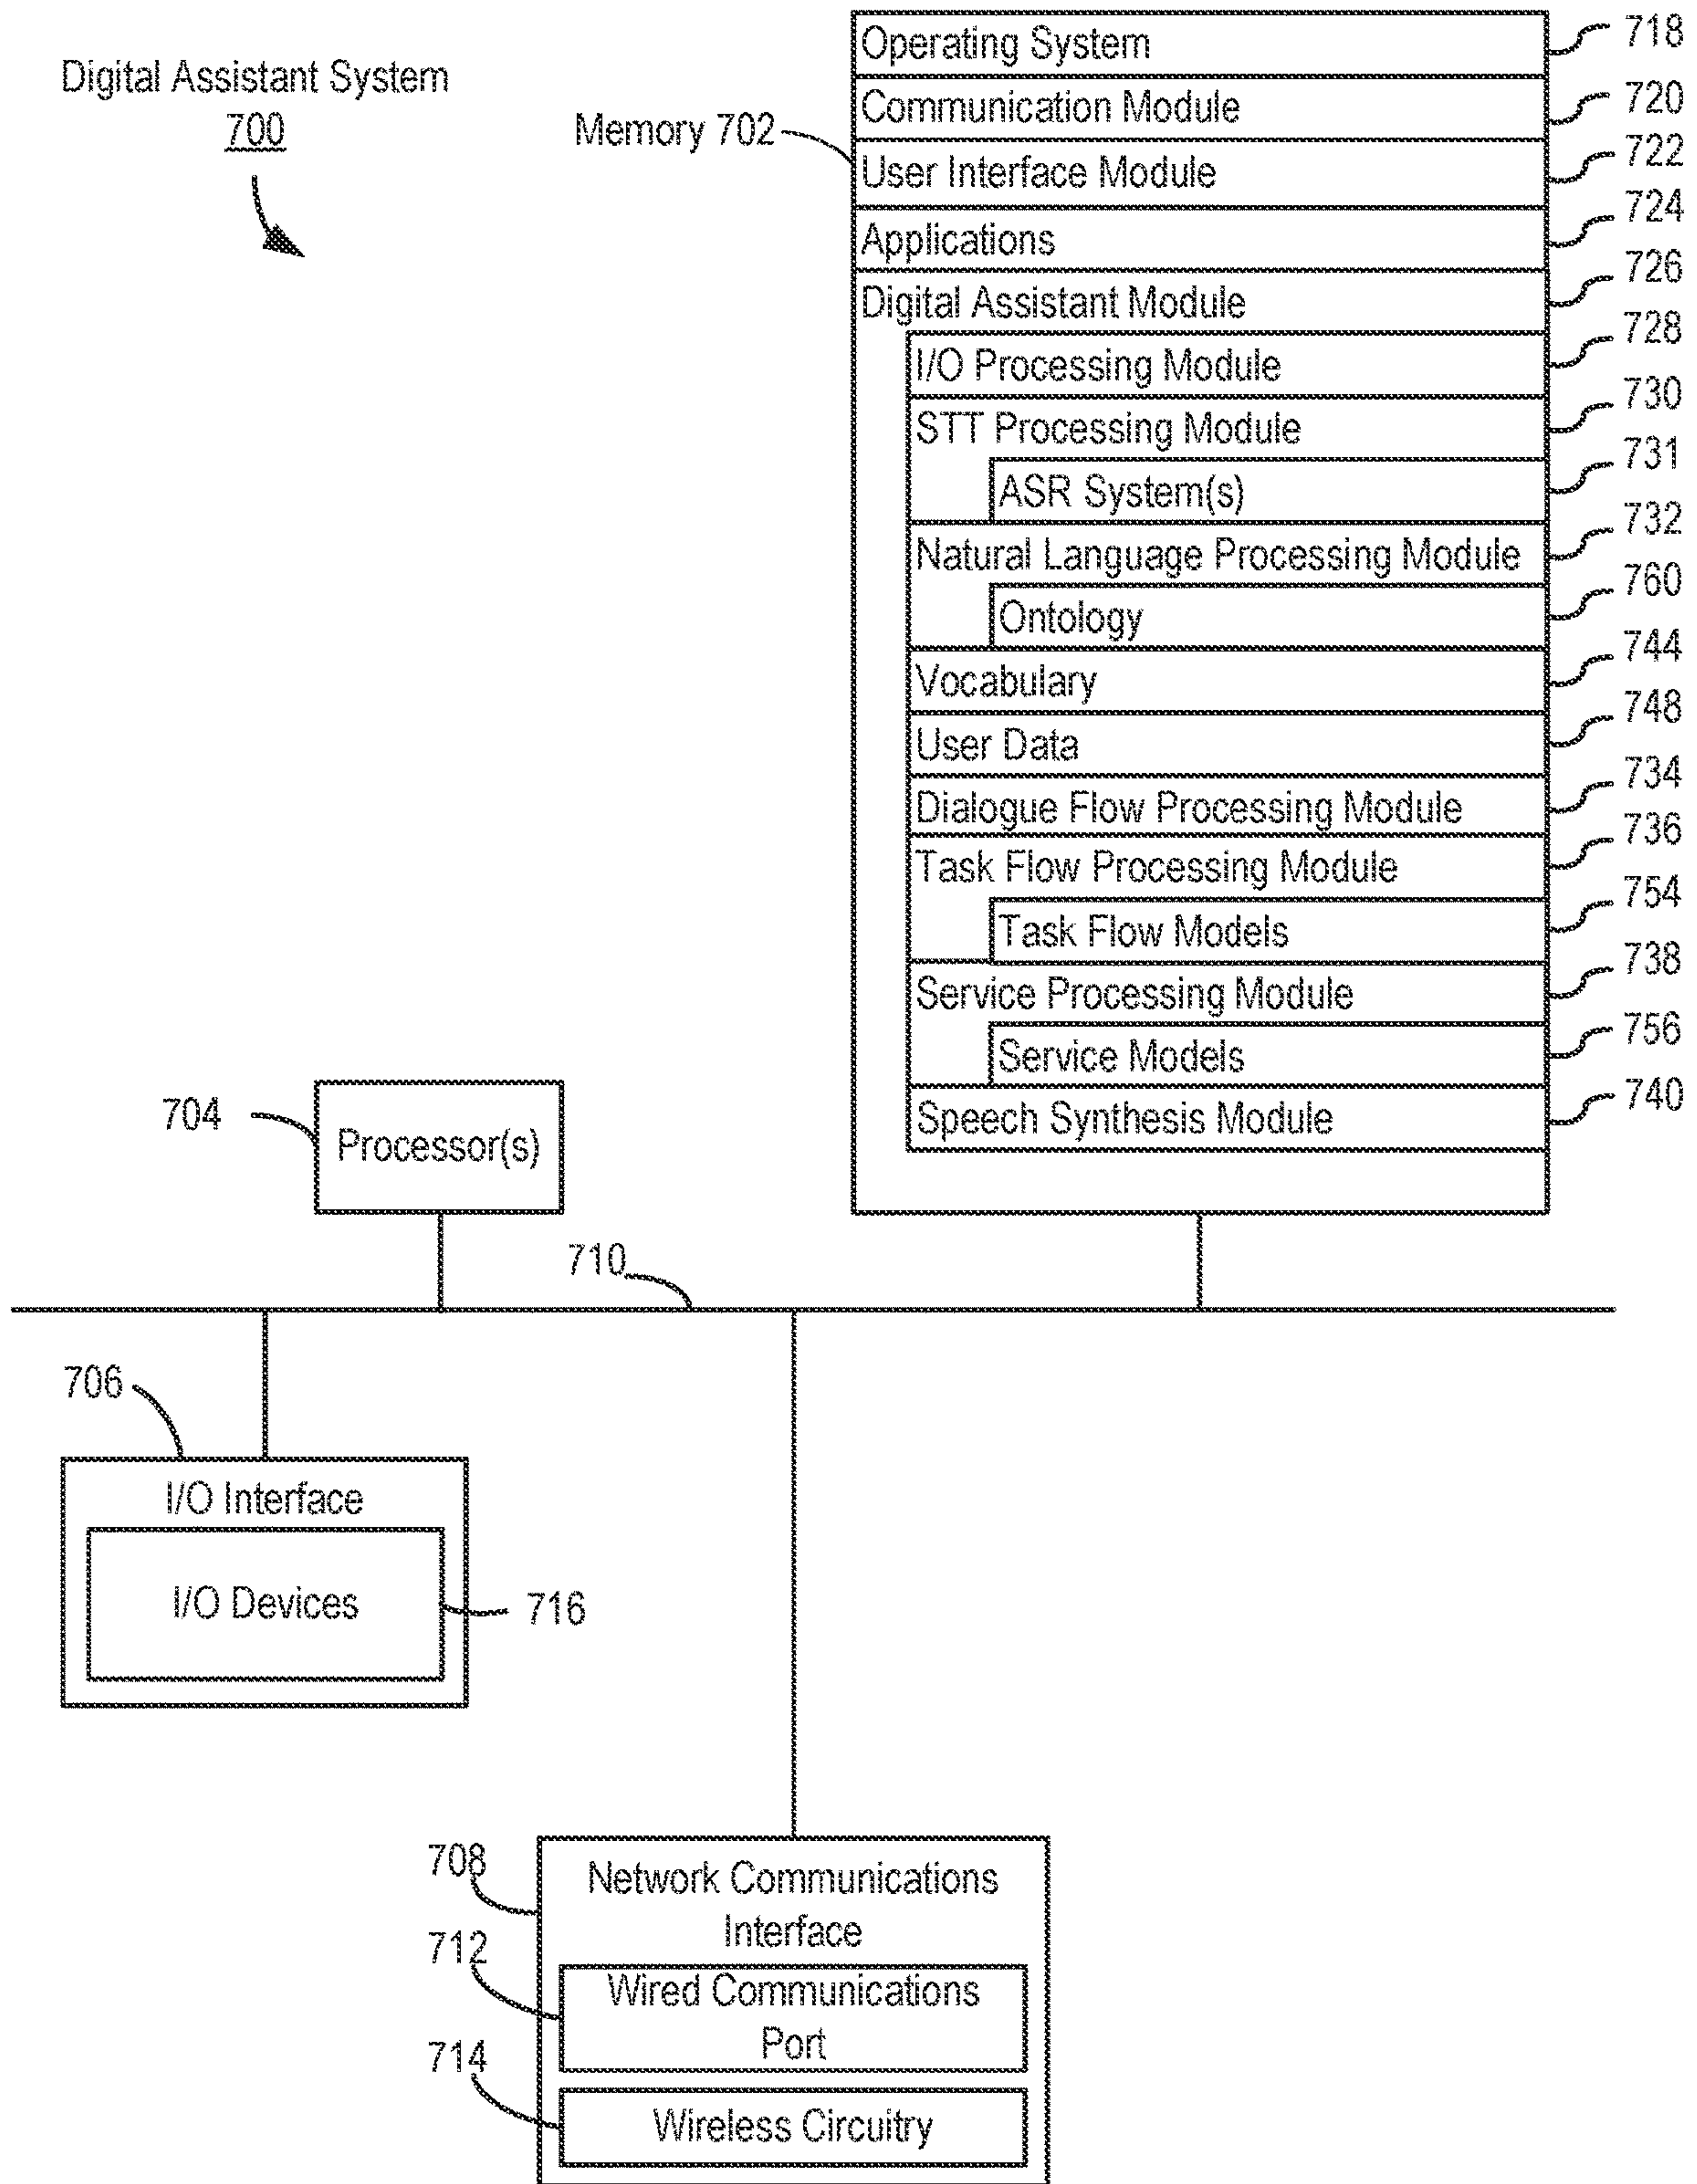 Digital Assistant System
700
Memory 702
Operating System 718
Communication Module 720
User Interface Module 722
Applications 724
Digital Assistant Module 726
I/O Processing Module 728
STT Processing Module 730
ASR System(s) 731
Natural Language Processing Module 732
Ontology 760
Vocabulary 744
User Data 748
Dialogue Flow Processing Module 734
Task Flow Processing Module 736
Task Flow Models 754
Service Processing Module 738
Service Models 756
Speech Synthesis Module 740
704
Processor(s)
710
706
I/O Interface
I/O Devices
716
708
Network Communications
Interface
712
Wired Communications
Port
714
Wireless Circuitry